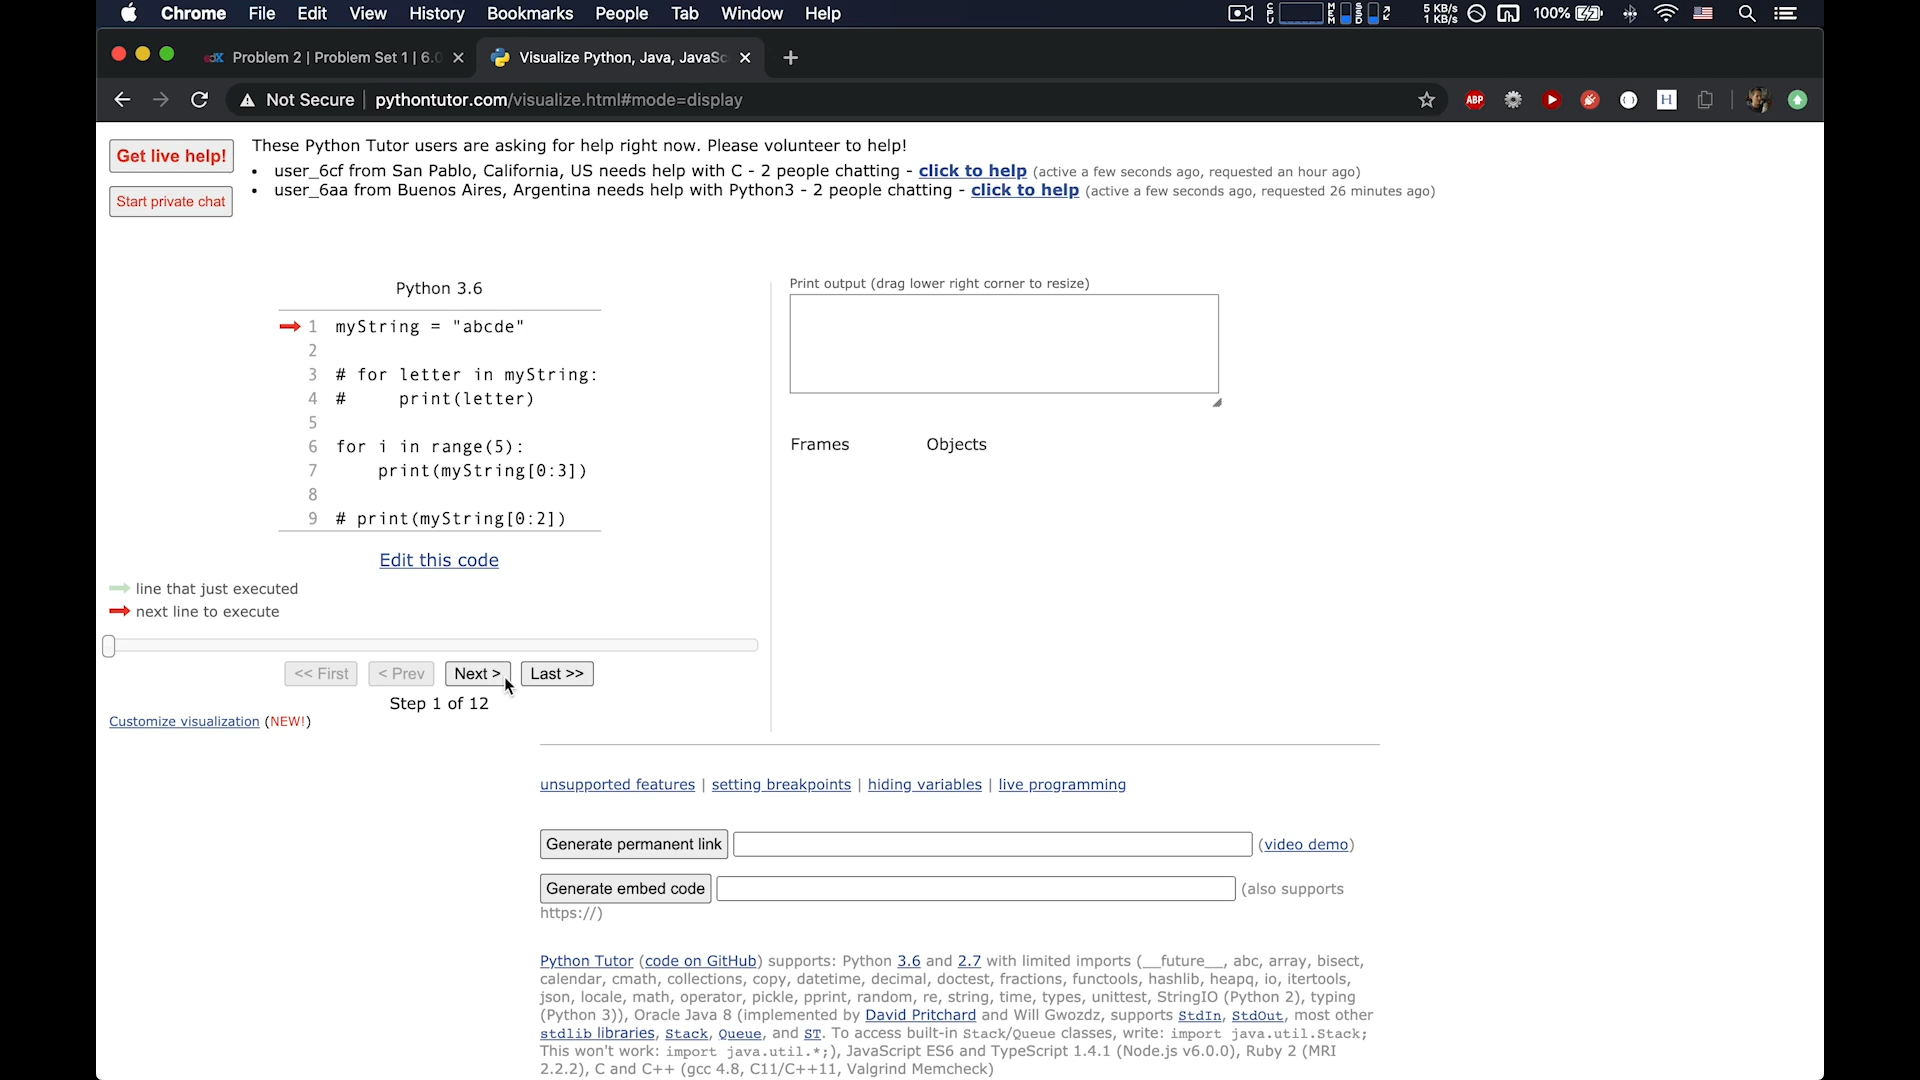 Chrome File Edit View History Bookmarks People Tab Window Help
CPU MEM SSD 5 KB/s 1 KB/s 100%
edX Problem 2 | Problem Set 1 | 6.0
Visualize Python, Java, JavaSc
Not Secure pythontutor.com/visualize.html#mode=display
ABP H
Get live help!
These Python Tutor users are asking for help right now. Please volunteer to help!
• user_6cf from San Pablo, California, US needs help with C - 2 people chatting - click to help (active a few seconds ago, requested an hour ago)
• user_6aa from Buenos Aires, Argentina needs help with Python3 - 2 people chatting - click to help (active a few seconds ago, requested 26 minutes ago)
Start private chat
Python 3.6
1 myString = "abcde"
2
3 # for letter in myString:
4 #     print(letter)
5
6 for i in range(5):
7     print(myString[0:3])
8
9 # print(myString[0:2])
Edit this code
line that just executed
next line to execute
<< First < Prev Next > Last >>
Step 1 of 12
Customize visualization (NEW!)
Print output (drag lower right corner to resize)
Frames Objects
unsupported features | setting breakpoints | hiding variables | live programming
Generate permanent link (video demo)
Generate embed code (also supports
https://)
Python Tutor (code on GitHub) supports: Python 3.6 and 2.7 with limited imports (__future__, abc, array, bisect,
calendar, cmath, collections, copy, datetime, decimal, doctest, fractions, functools, hashlib, heapq, io, itertools,
json, locale, math, operator, pickle, pprint, random, re, string, time, types, unittest, StringIO (Python 2), typing
(Python 3)), Oracle Java 8 (implemented by David Pritchard and Will Gwozdz, supports StdIn, StdOut, most other
stdlib libraries, Stack, Queue, and ST. To access built-in Stack/Queue classes, write: import java.util.Stack;
This won't work: import java.util.*;), JavaScript ES6 and TypeScript 1.4.1 (Node.js v6.0.0), Ruby 2 (MRI
2.2.2), C and C++ (gcc 4.8, C11/C++11, Valgrind Memcheck)